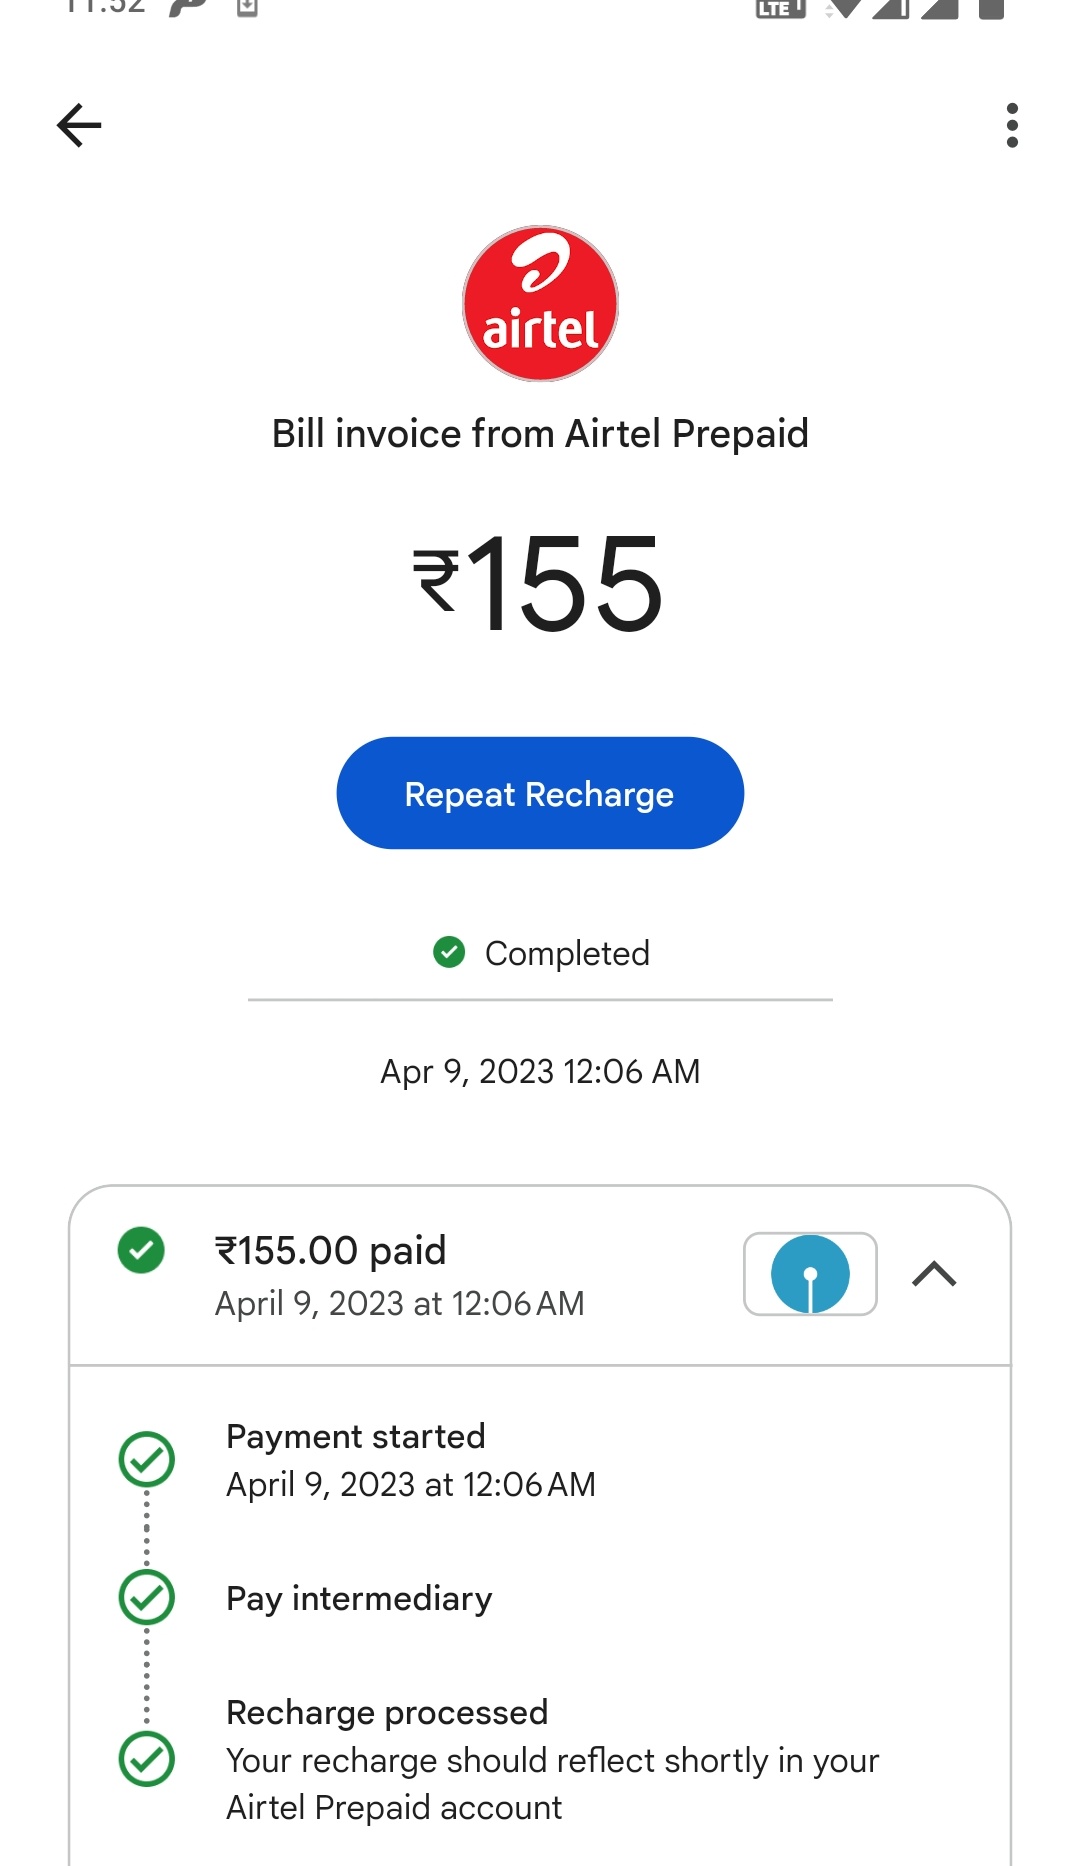 11:52
LTE
airtel
Bill invoice from Airtel Prepaid
₹155
Repeat Recharge
Completed
Apr 9, 2023 12:06 AM
₹155.00 paid
April 9, 2023 at 12:06 AM
Payment started
April 9, 2023 at 12:06 AM
Pay intermediary
Recharge processed
Your recharge should reflect shortly in your
Airtel Prepaid account